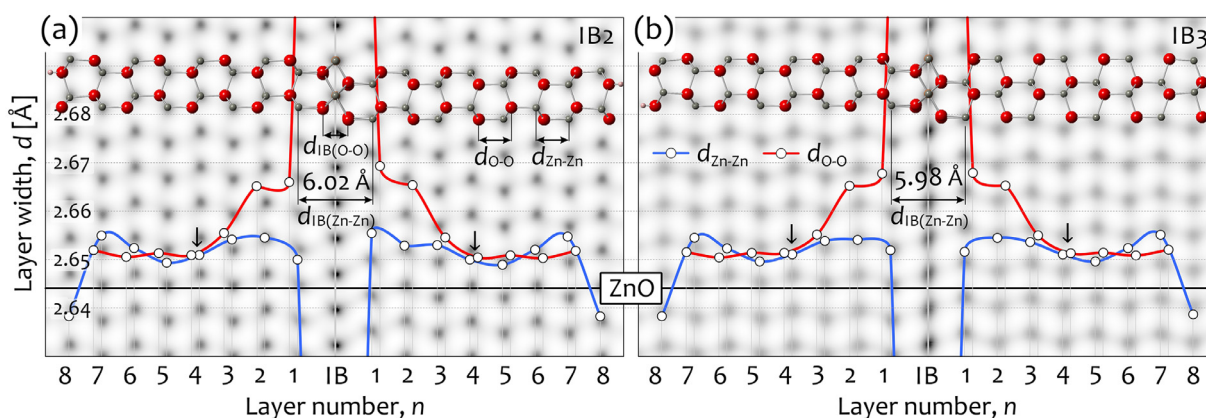 (a)
IB2
(b)
IB3
Layer width, d [Å]
2.68
2.67
2.66
2.65
2.64
dIB(O-O)
dO-O
dZn-Zn
6.02 Å
dIB(Zn-Zn)
dZn-Zn
dO-O
5.98 Å
dIB(Zn-Zn)
ZnO
8 7 6 5 4 3 2 1 IB 1 2 3 4 5 6 7 8
8 7 6 5 4 3 2 1 IB 1 2 3 4 5 6 7 8
Layer number, n
Layer number, n